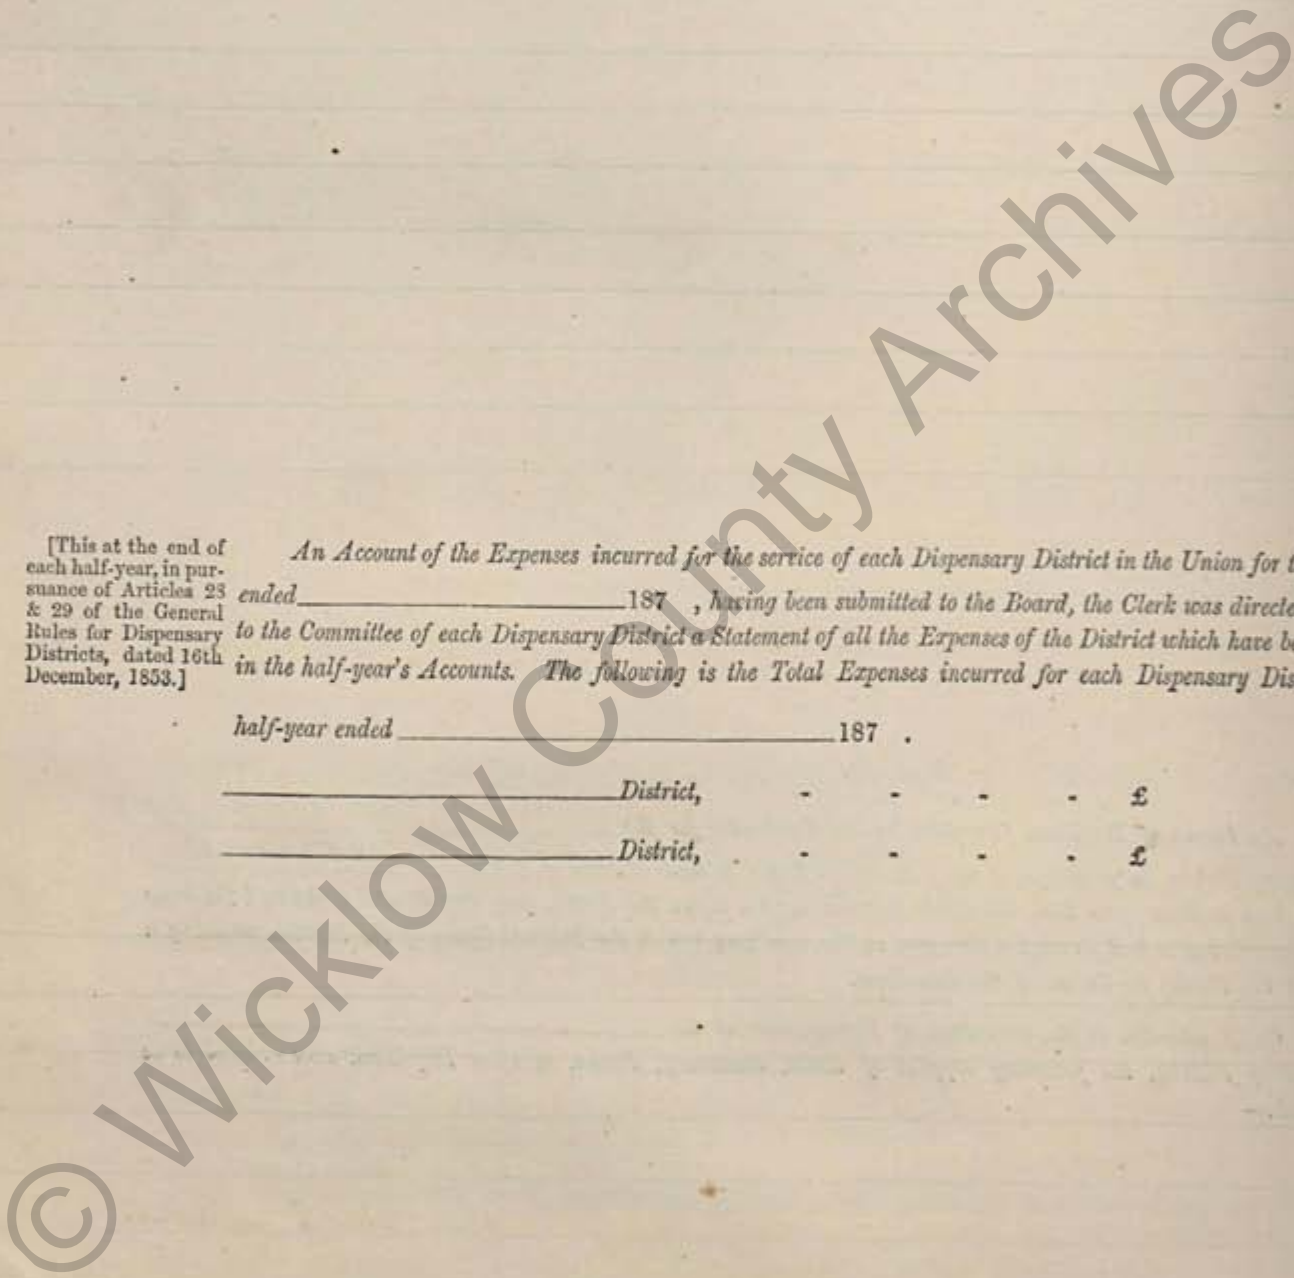 [This at the end of
each half-year, in pur-
suance of Articles 28
& 29 of the General
Rules for Dispensary
Districts, dated 16th
December, 1853.]
An Account of the Expenses incurred for the service of each Dispensary District in the Union for t
ended 187 , having been submitted to the Board, the Clerk was directe
to the Committee of each Dispensary District a Statement of all the Expenses of the District which have be
in the half-year's Accounts. The following is the Total Expenses incurred for each Dispensary Dis
half-year ended 187 .
District, - - - - £
District, - - - - £
© Wicklow County Archives